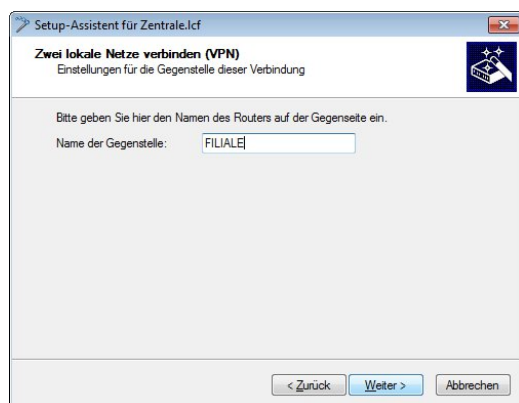 Setup-Assistent für Zentrale.lcf
Zwei lokale Netze verbinden (VPN)
Einstellungen für die Gegenstelle dieser Verbindung
Bitte geben Sie hier den Namen des Routers auf der Gegenseite ein.
Name der Gegenstelle: FILIALE
< Zurück Weiter > Abbrechen